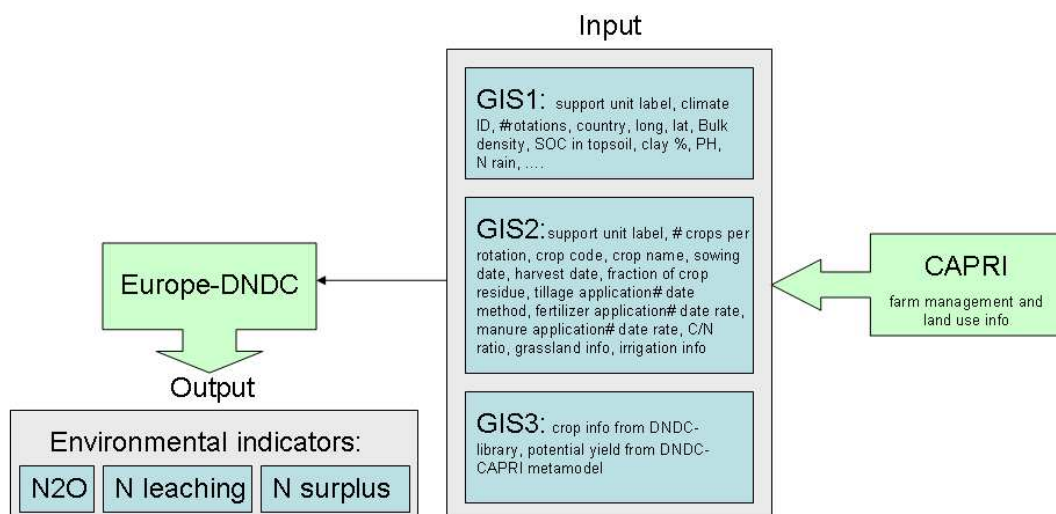 Input
GIS1: support unit label, climate
ID, #rotations, country, long, lat, Bulk
density, SOC in topsoil, clay %, PH,
N rain, ....
GIS2: support unit label, # crops per
rotation, crop code, crop name, sowing
date, harvest date, fraction of crop
residue, tillage application# date
method, fertilizer application# date rate,
manure application# date rate, C/N
ratio, grassland info, irrigation info
GIS3: crop info from DNDC-
library, potential yield from DNDC-
CAPRI metamodel
CAPRI
farm management and
land use info
Europe-DNDC
Output
Environmental indicators:
N2O N leaching N surplus